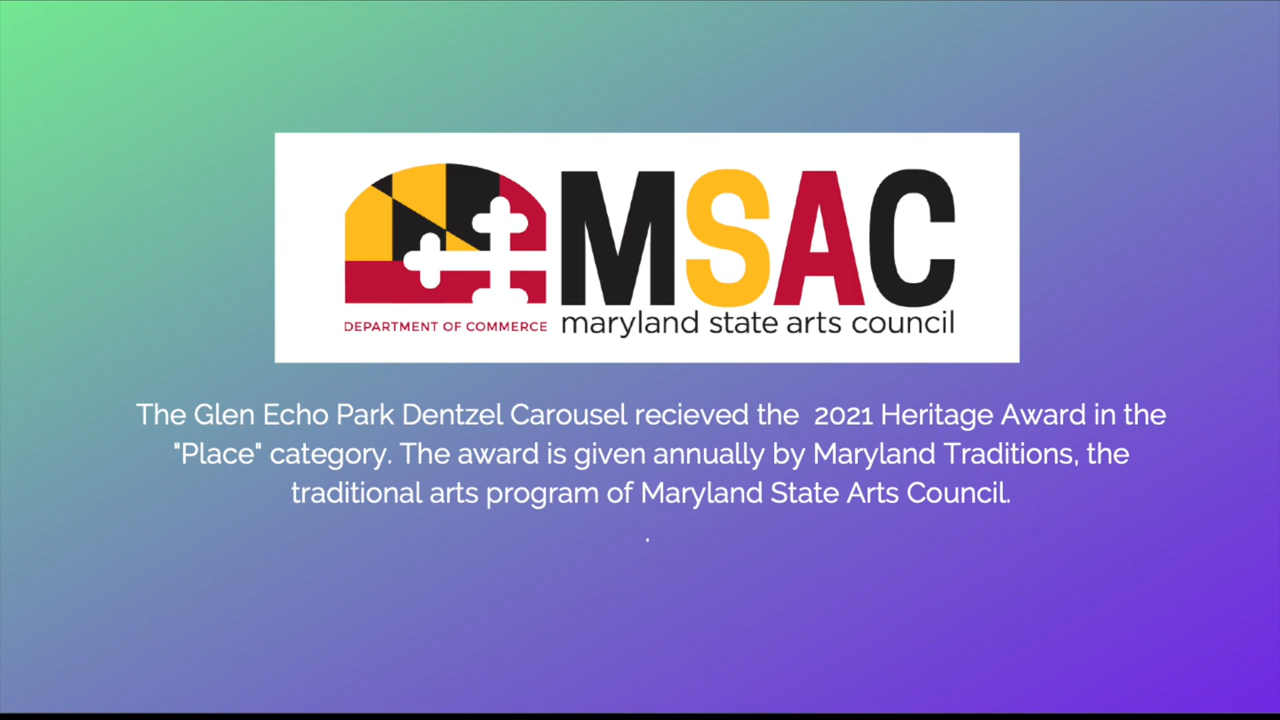 MSAC
DEPARTMENT OF COMMERCE
maryland state arts council
The Glen Echo Park Dentzel Carousel recieved the  2021 Heritage Award in the
"Place" category. The award is given annually by Maryland Traditions, the
traditional arts program of Maryland State Arts Council.
.